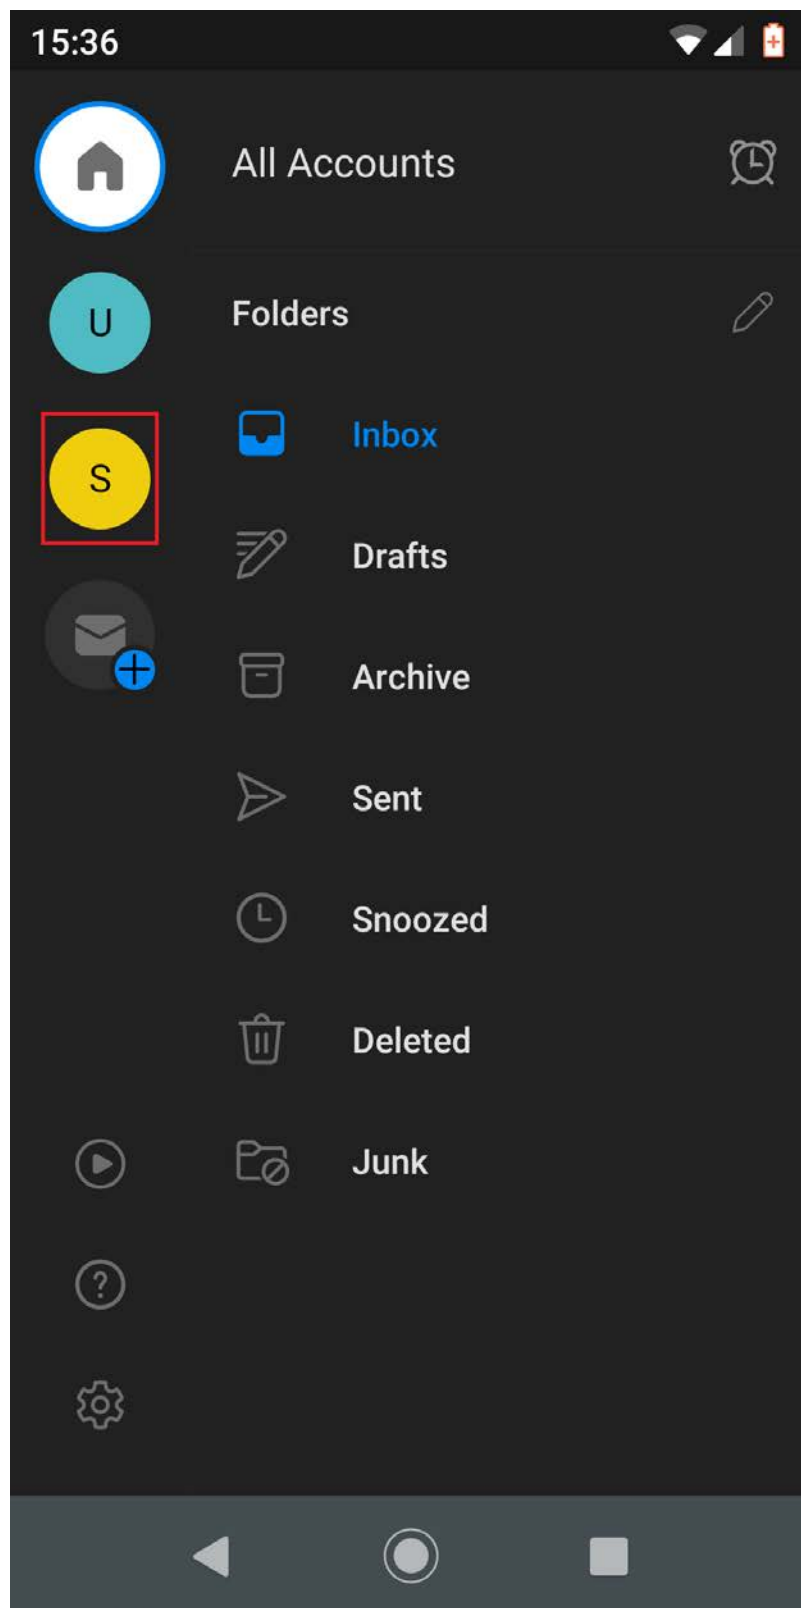 15:36
All Accounts
U
Folders
S
Inbox
Drafts
Archive
Sent
Snoozed
Deleted
Junk
?